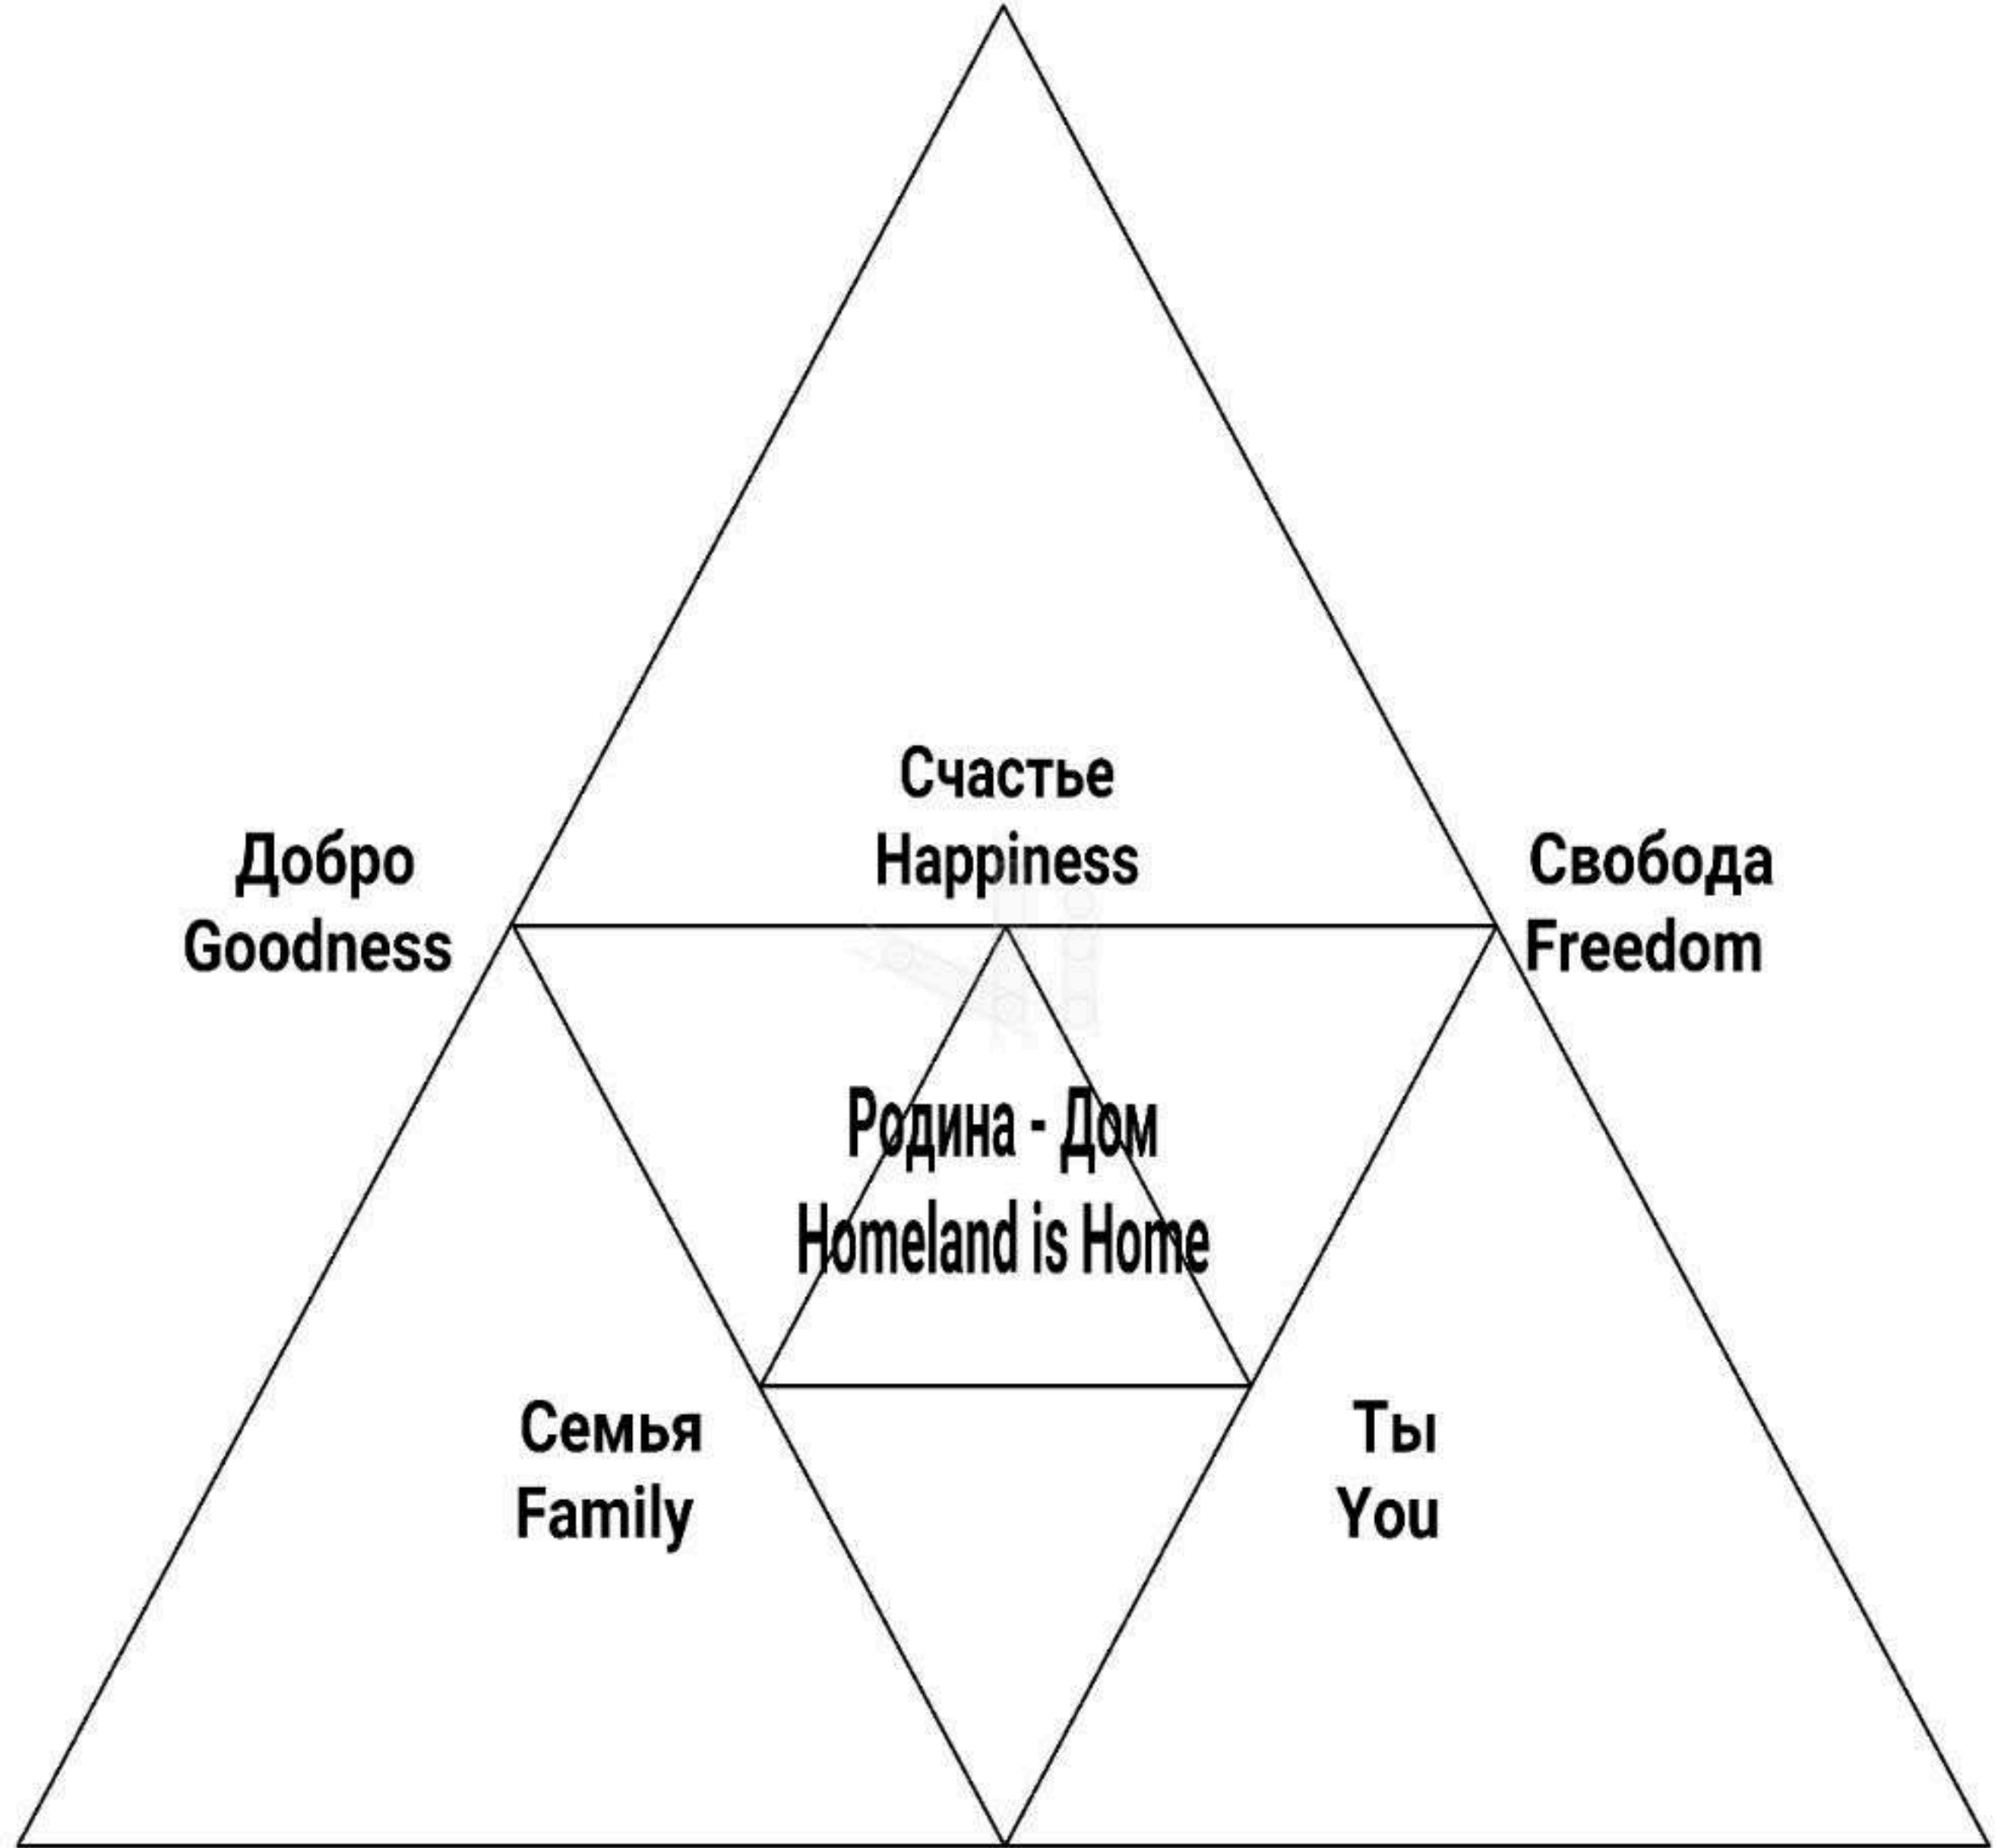 Счастье
Happiness
Добро
Goodness
Свобода
Freedom
Родина - Дом
Homeland is Home
Семья
Family
Ты
You